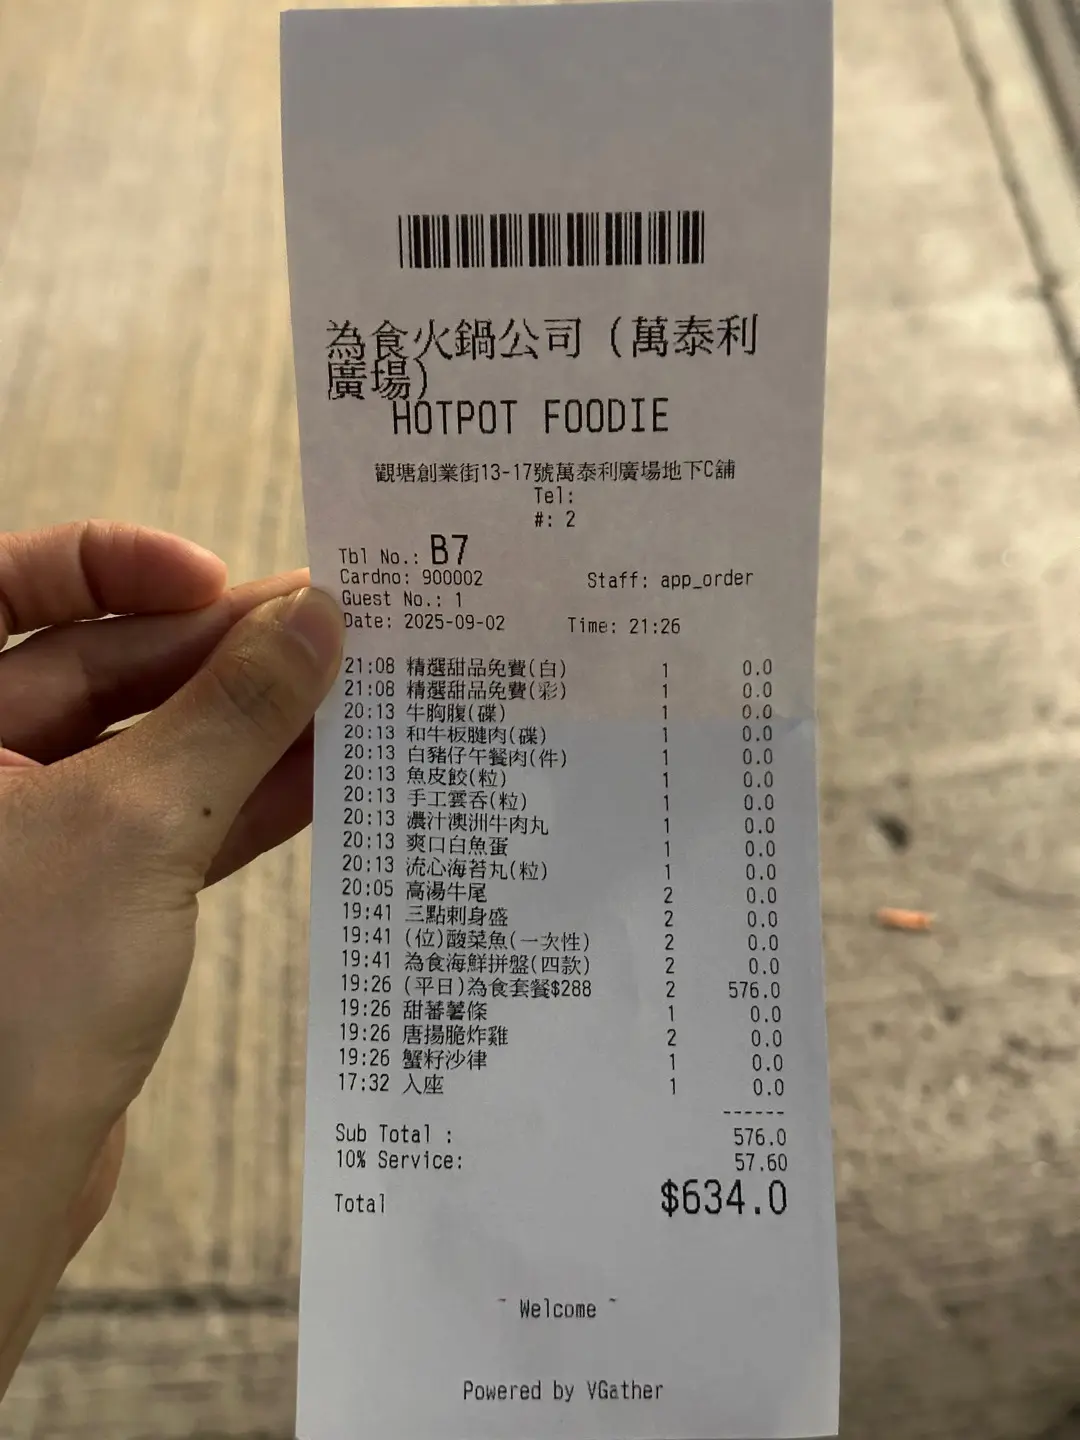 為食火鍋公司 (萬泰利
廣場)
HOTPOT FOODIE
觀塘創業街13-17號萬泰利廣場地下C舖
Tel:
#: 2
Tbl No.: B7
Cardno: 900002 Staff: app_order
Guest No.: 1
Date: 2025-09-02 Time: 21:26
21:08 精選甜品免費(白) 1 0.0
21:08 精選甜品免費(彩) 1 0.0
20:13 牛胸腹(碟) 1 0.0
20:13 和牛板腱肉(碟) 1 0.0
20:13 白豬仔午餐肉(件) 1 0.0
20:13 魚皮餃(粒) 1 0.0
20:13 手工雲吞(粒) 1 0.0
20:13 濃汁澳洲牛肉丸 1 0.0
20:13 爽口白魚蛋 1 0.0
20:13 流心海苔丸(粒) 1 0.0
20:05 高湯牛尾 2 0.0
19:41 三點刺身盛 2 0.0
19:41 (位)酸菜魚(一次性) 2 0.0
19:41 為食海鮮拼盤(四款) 2 0.0
19:26 (平日)為食套餐$288 2 576.0
19:26 甜蕃薯條 1 0.0
19:26 唐揚脆炸雞 2 0.0
19:26 蟹籽沙律 1 0.0
17:32 入座 1 0.0
------
Sub Total : 576.0
10% Service: 57.60
Total $634.0
~ Welcome ~
Powered by VGather